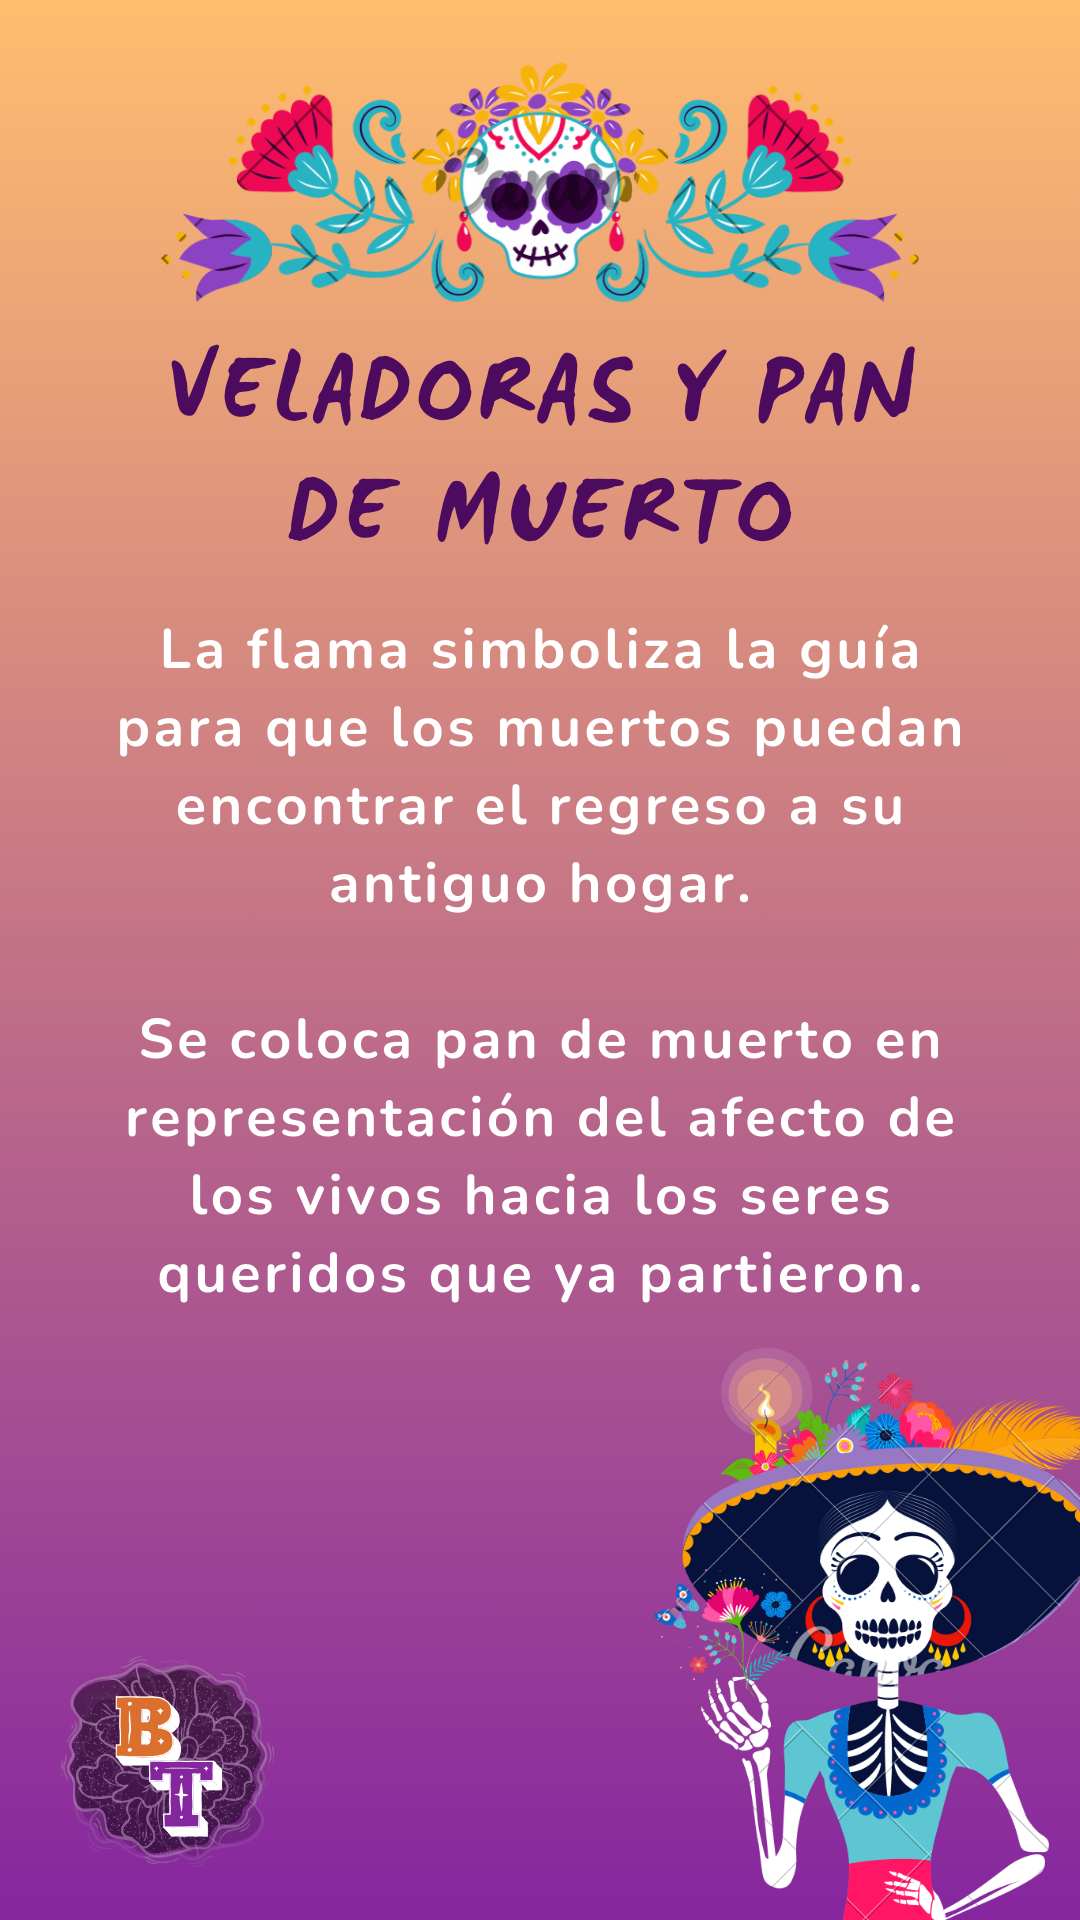 VELADORAS Y PAN
DE MUERTO
La flama simboliza la guía
para que los muertos puedan
encontrar el regreso a su
antiguo hogar.
Se coloca pan de muerto en
representación del afecto de
los vivos hacia los seres
queridos que ya partieron.
Canva
B
T